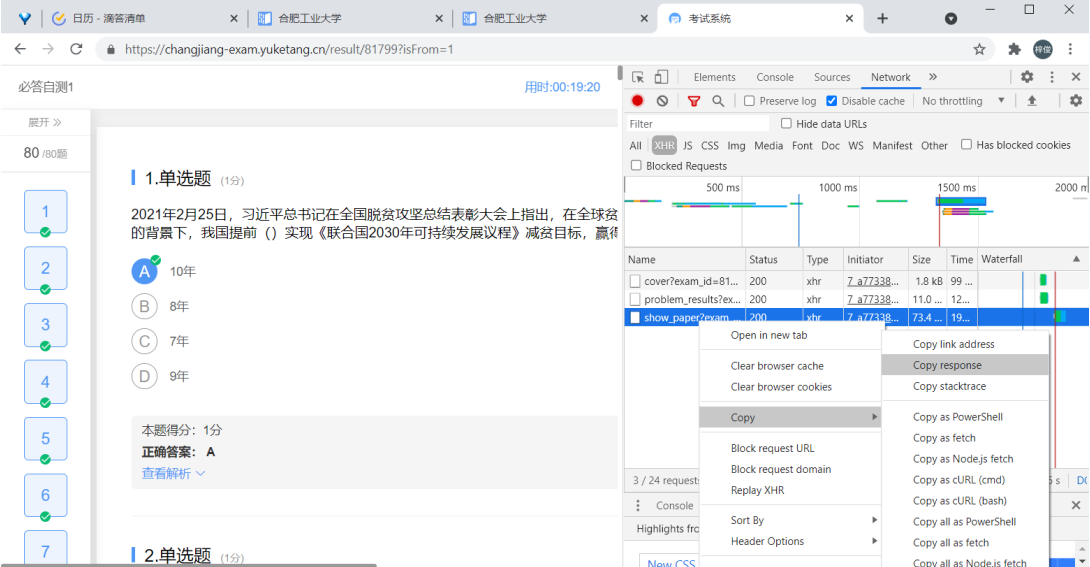 日历 - 滴答清单
合肥工业大学
合肥工业大学
考试系统
https://changjiang-exam.yuketang.cn/result/81799?isFrom=1
梓俊
必答自测1
用时:00:19:20
展开
80 /80题
1
2
3
4
5
6
7
1.单选题 (1分)
2021年2月25日，习近平总书记在全国脱贫攻坚总结表彰大会上指出，在全球贫
的背景下，我国提前（）实现《联合国2030年可持续发展议程》减贫目标，赢得
A 10年
B 8年
C 7年
D 9年
本题得分： 1分
正确答案： A
查看解析
2.单选题 (1分)
Elements Console Sources Network
Preserve log Disable cache No throttling
Filter Hide data URLs
All XHR JS CSS Img Media Font Doc WS Manifest Other Has blocked cookies
Blocked Requests
500 ms 1000 ms 1500 ms 2000 m
Name Status Type Initiator Size Time Waterfall
cover?exam_id=81... 200 xhr 7_a77338... 1.8 kB 99 ...
problem_results?ex... 200 xhr 7_a77338... 11.0 ... 12...
show_paper?exam_... 200 xhr 7_a77338... 73.4 ... 19...
Open in new tab
Clear browser cache
Clear browser cookies
Copy
Block request URL
Block request domain
Replay XHR
Sort By
Header Options
Copy link address
Copy response
Copy stacktrace
Copy as PowerShell
Copy as fetch
Copy as Node.js fetch
Copy as cURL (cmd)
Copy as cURL (bash)
Copy all as PowerShell
Copy all as fetch
Copy all as Node.js fetch
3 / 24 requests
s DO
Console
Highlights fro
New CSS